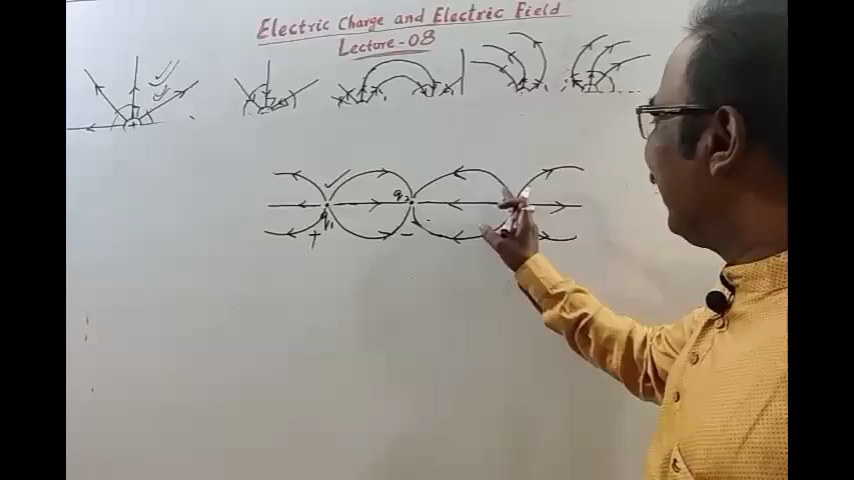 Electric Charge and Electric Field
Lecture-08
q₂
q₁
+
-